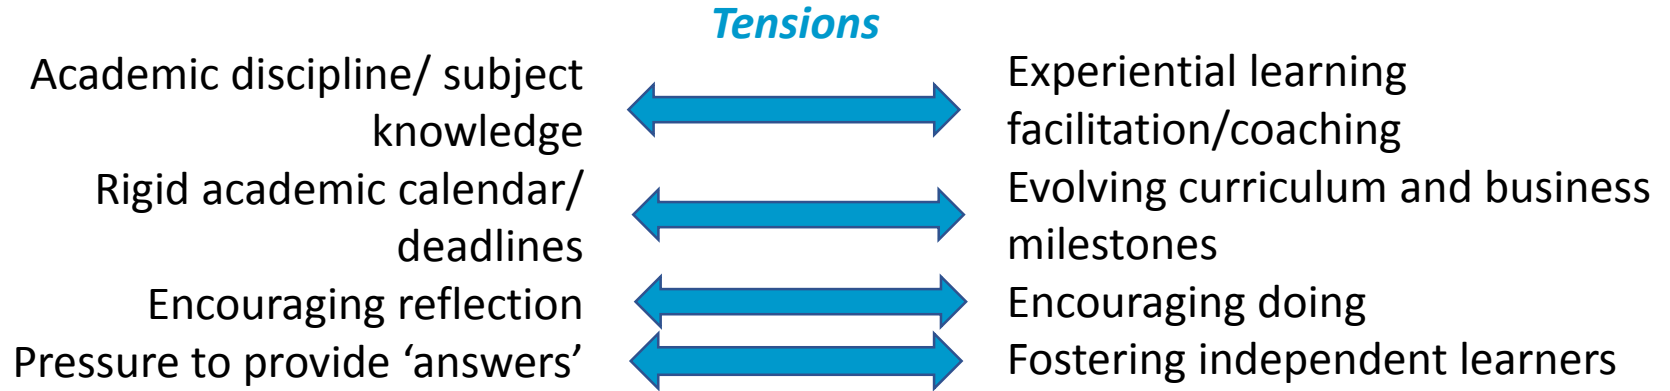 Tensions
Academic discipline/ subject
knowledge
Experiential learning
facilitation/coaching
Rigid academic calendar/
deadlines
Evolving curriculum and business
milestones
Encouraging reflection
Encouraging doing
Pressure to provide ‘answers’
Fostering independent learners